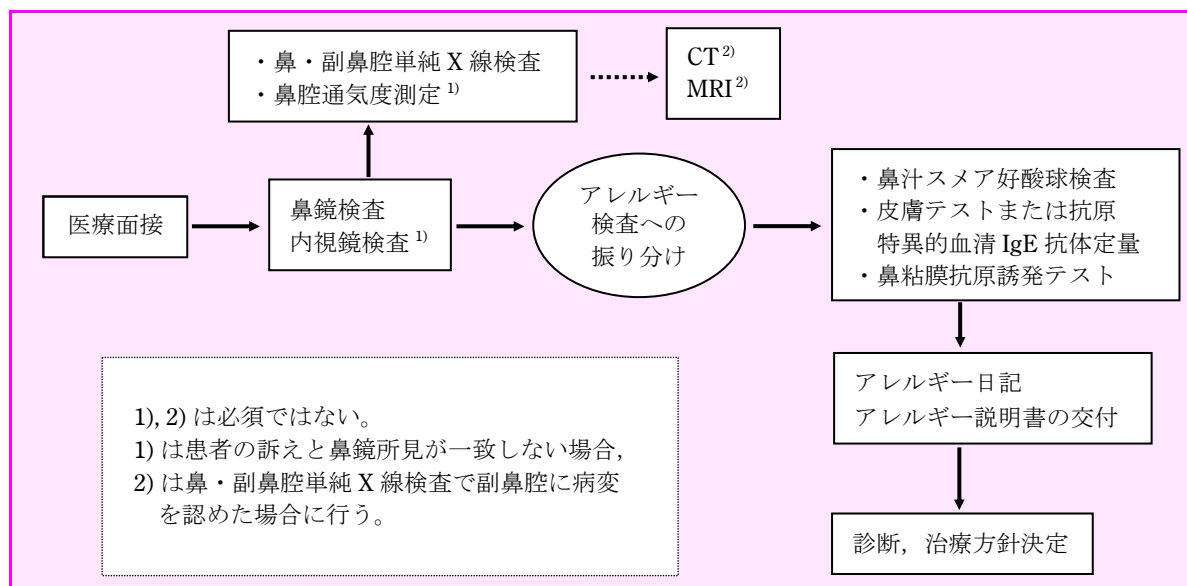 ・鼻・副鼻腔単純 X 線検査
・鼻腔通気度測定 1)
CT 2)
MRI 2)
医療面接
鼻鏡検査
内視鏡検査 1)
アレルギー
検査への
振り分け
・鼻汁スメア好酸球検査
・皮膚テストまたは抗原
特異的血清 IgE 抗体定量
・鼻粘膜抗原誘発テスト
アレルギー日記
アレルギー説明書の交付
診断，治療方針決定
1), 2) は必須ではない。
1) は患者の訴えと鼻鏡所見が一致しない場合,
2) は鼻・副鼻腔単純 X 線検査で副鼻腔に病変
を認めた場合に行う。